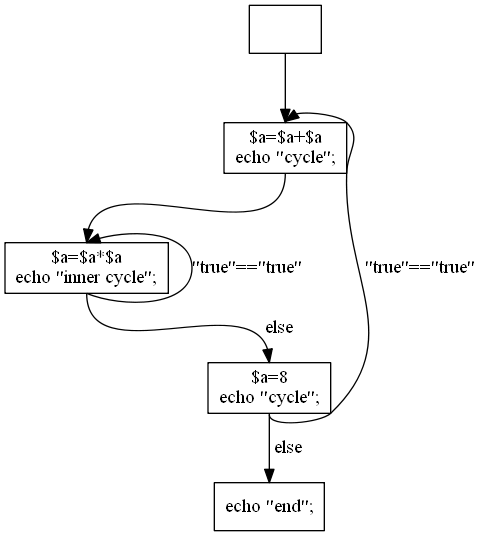 $a=$a+$a
echo "cycle";
$a=$a*$a
echo "inner cycle";
"true"=="true"
"true"=="true"
else
$a=8
echo "cycle";
else
echo "end";